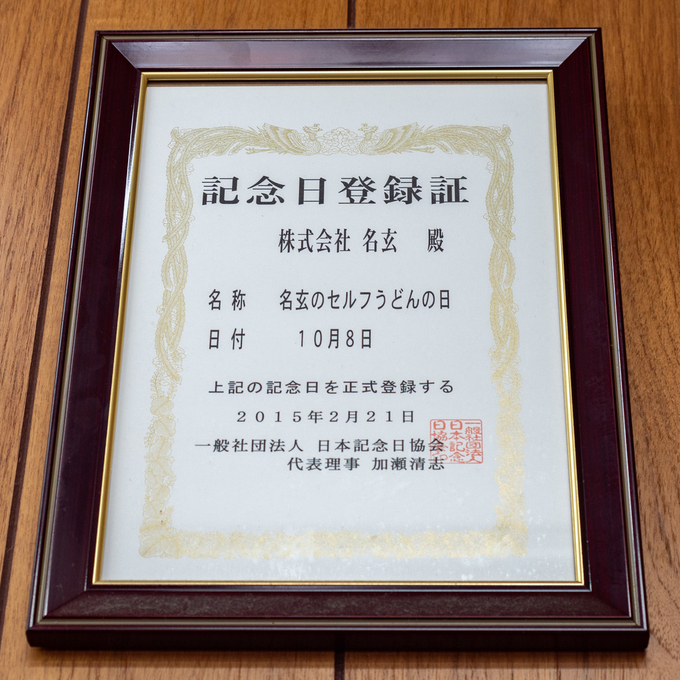 記念日登録証
株式会社 名玄 殿
名称 名玄のセルフうどんの日
日付 10月8日
上記の記念日を正式登録する
2015年2月21日
一般社団法人 日本記念日協会
代表理事 加瀬清志